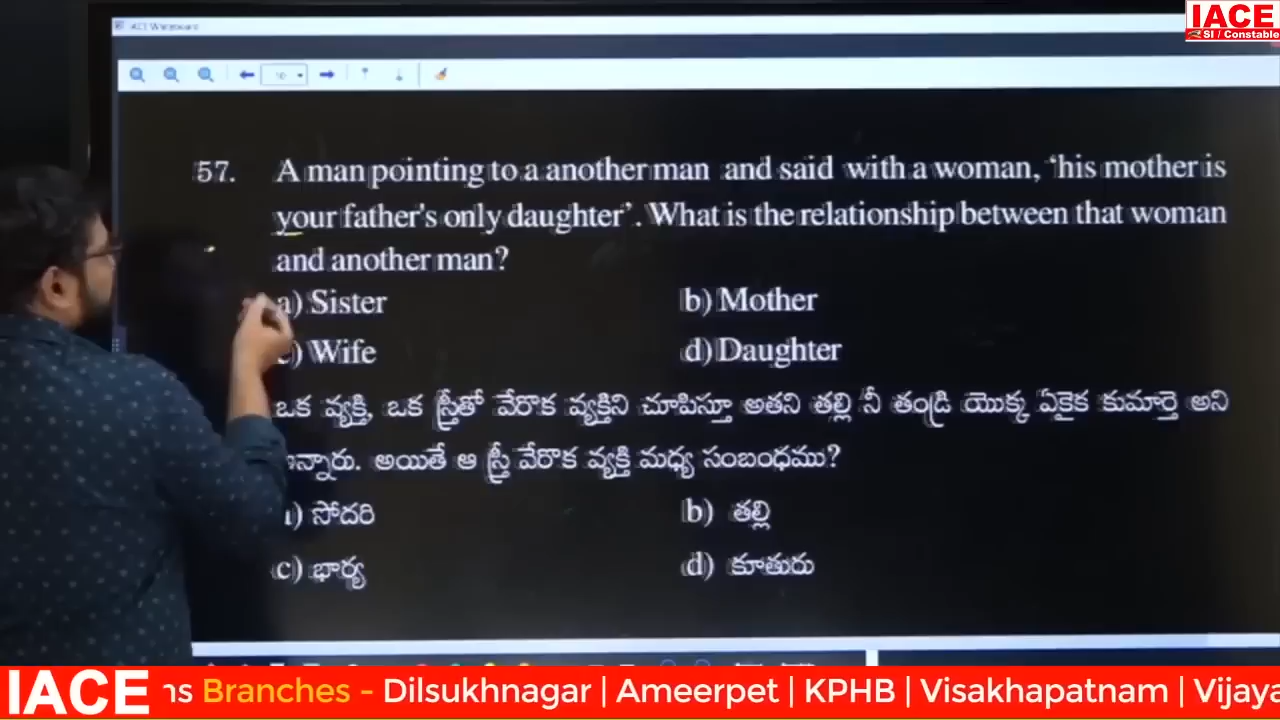 IACE
SI / Constable
57. A man pointing to a another man and said with a woman, 'his mother is
your father's only daughter'. What is the relationship between that woman
and another man?
a) Sister b) Mother
) Wife d) Daughter
ఒక వ్యక్తి, ఒక స్త్రీతో వేరొక వ్యక్తిని చూపిస్తూ అతని తల్లి నీ తండ్రి యొక్క ఏకైక కుమార్తె అని
అన్నారు. అయితే ఆ స్త్రీ వేరొక వ్యక్తి మధ్య సంబంధము?
) సోదరి b) తల్లి
c) భార్య d) కూతురు
IACE ns Branches - Dilsukhnagar | Ameerpet | KPHB | Visakhapatnam | Vijaya